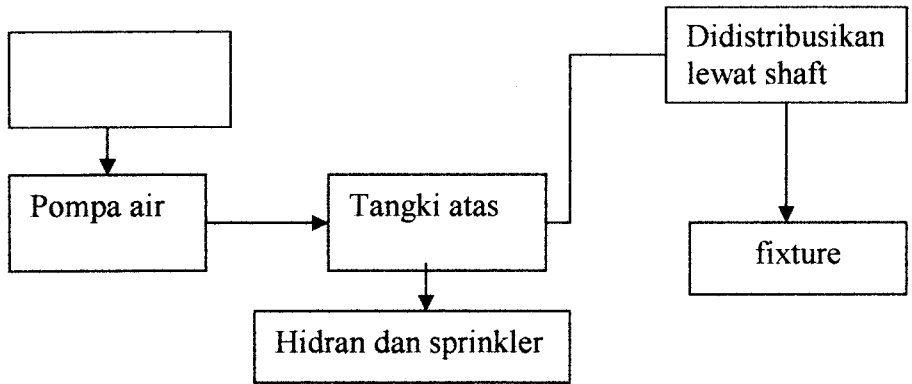 Didistribusikan
lewat shaft
Pompa air
Tangki atas
fixture
Hidran dan sprinkler